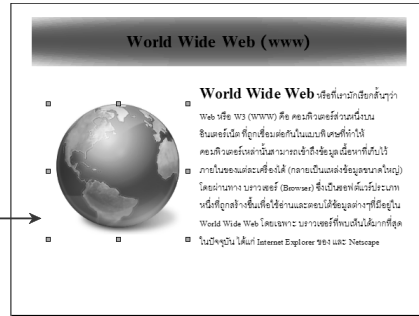 World Wide Web (www)
World Wide Web หรือที่เรามักเรียกสั้นๆว่า
Web หรือ W3 (WWW) คือ คอมพิวเตอร์ส่วนหนึ่งบน
อินเตอร์เน็ต ที่ถูกเชื่อมต่อกันในแบบพิเศษที่ทำให้
คอมพิวเตอร์เหล่านั้นสามารถเข้าถึงข้อมูลเนื้อหาที่เก็บไว้
ภายในของแต่ละเครื่องได้ (กลายเป็นแหล่งข้อมูลขนาดใหญ่)
โดยผ่านทาง บราวเซอร์ (Browser) ซึ่งเป็นซอฟต์แวร์ประเภท
หนึ่งที่ถูกสร้างขึ้นเพื่อใช้อ่านและตอบโต้ข้อมูลต่างๆที่มีอยู่ใน
World Wide Web โดยเฉพาะ บราวเซอร์ที่พบเห็นได้มากที่สุด
ในปัจจุบัน ได้แก่ Internet Explorer ของ และ Netscape